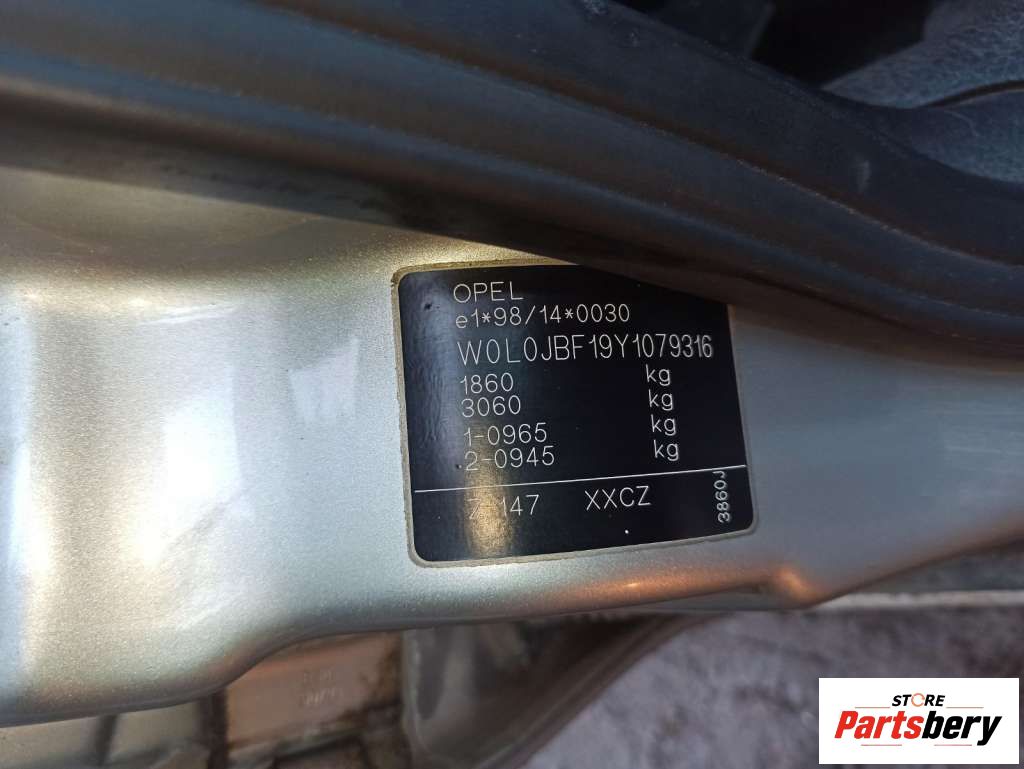 OPEL
e1*98/14*0030
W0L0JBF19Y1079316
1860 kg
3060 kg
1-0965 kg
2-0945 kg
Z 147 XXCZ
3860J
STORE
Partsbery